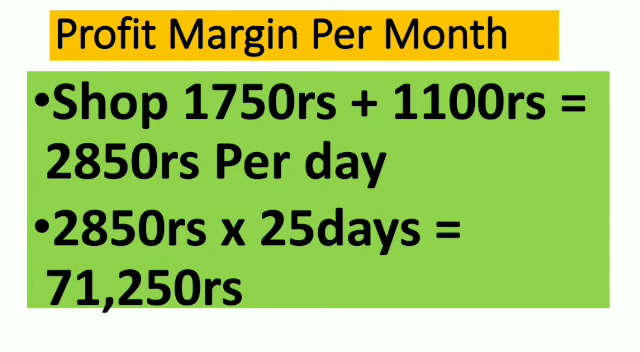 Profit Margin Per Month
•Shop 1750rs + 1100rs =
2850rs Per day
•2850rs x 25days =
71,250rs